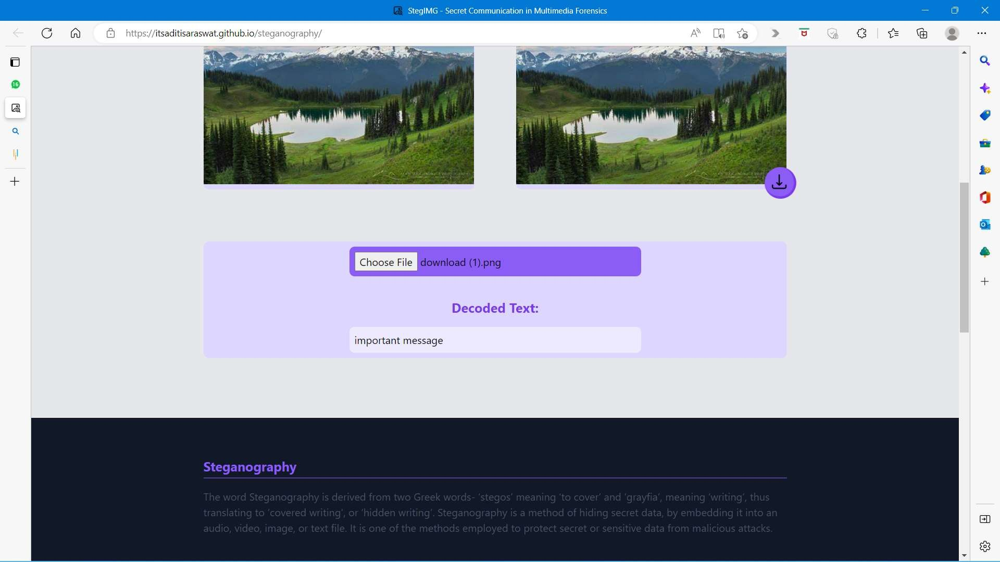 StegIMG - Secret Communication in Multimedia Forensics
https://itsaditisaraswat.github.io/steganography/
16
Choose File download (1).png
Decoded Text:
important message
Steganography
The word Steganography is derived from two Greek words- ‘stegos’ meaning ‘to cover’ and ‘grayfia’, meaning ‘writing’, thus
translating to ‘covered writing’, or ‘hidden writing’. Steganography is a method of hiding secret data, by embedding it into an
audio, video, image, or text file. It is one of the methods employed to protect secret or sensitive data from malicious attacks.